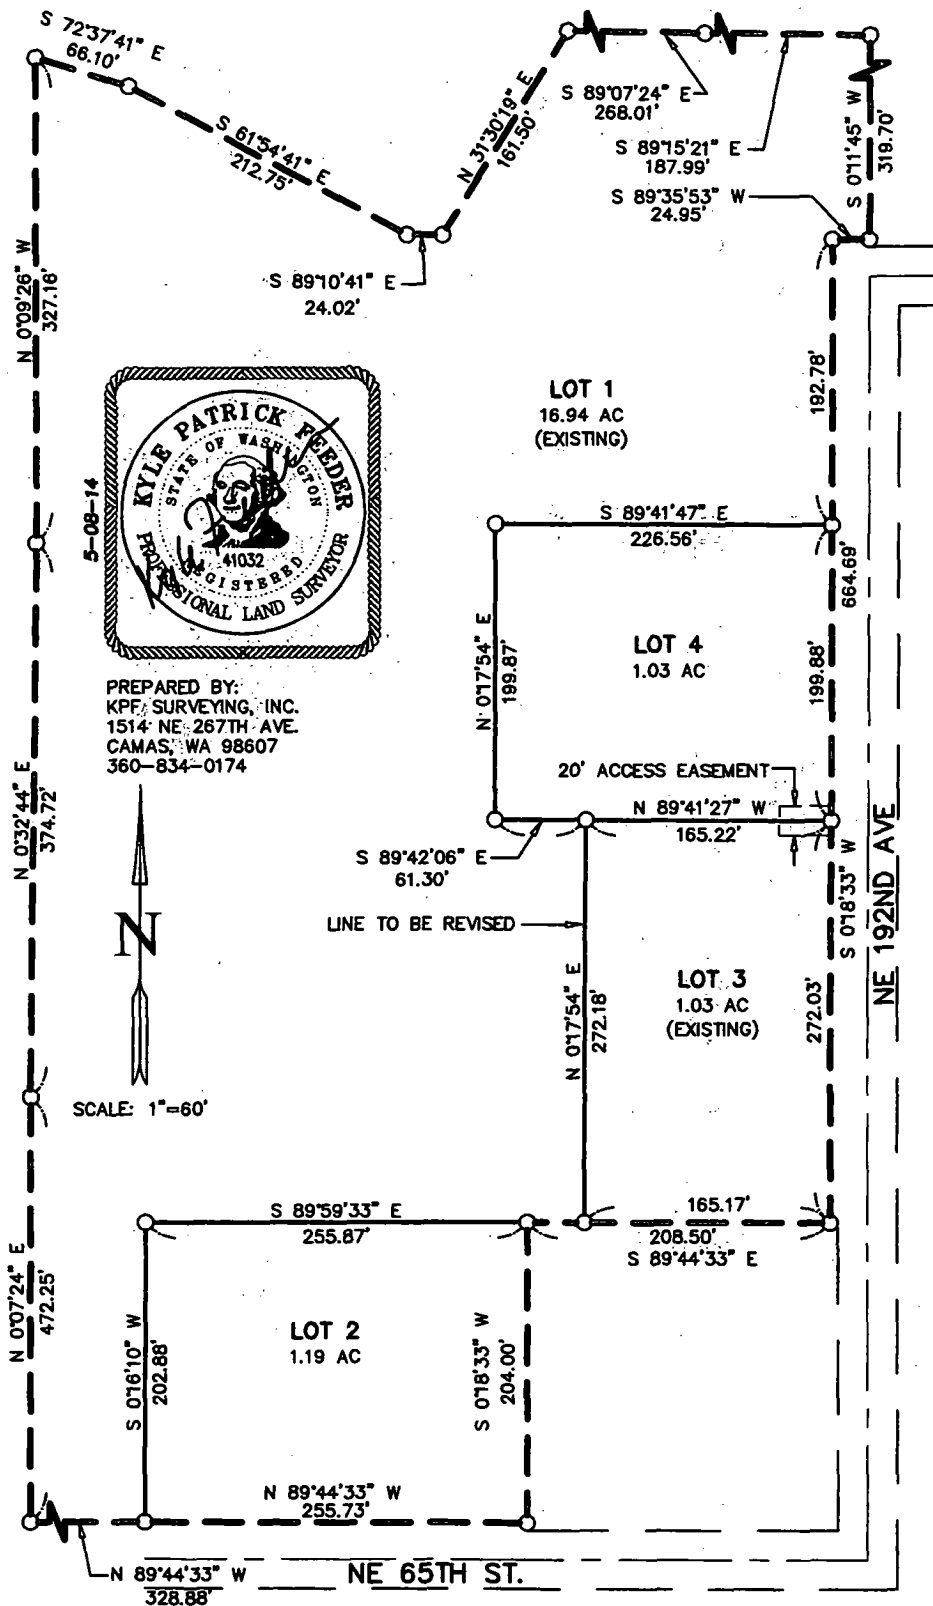 S 72°37'41" E
66.10'
S 61°54'41" E
212.75'
N 31°30'19" E
161.50'
S 89°07'24" E
268.01'
S 89°15'21" E
187.99'
S 0°11'45" W
319.70'
S 89°35'53" W
24.95'
S 89°10'41" E
24.02'
N 0°09'26" W
327.16'
LOT 1
16.94 AC
(EXISTING)
192.78'
5-08-14
KYLE PATRICK FEEDER
STATE OF WASHINGTON
41032
REGISTERED
PROFESSIONAL LAND SURVEYOR
S 89°41'47" E
226.56'
664.69'
N 0°17'54" E
199.87'
LOT 4
1.03 AC
199.88'
PREPARED BY:
KPF SURVEYING, INC.
1514 NE 267TH AVE.
CAMAS, WA 98607
360-834-0174
20' ACCESS EASEMENT
N 89°41'27" W
165.22'
N 0°32'44" E
374.72'
S 89°42'06" E
61.30'
S 0°18'33" W
NE 192ND AVE
LINE TO BE REVISED
N
N 0°17'54" E
272.18'
LOT 3
1.03 AC
(EXISTING)
272.03'
SCALE: 1"=60'
S 89°59'33" E
255.87'
165.17'
208.50'
S 89°44'33" E
N 0°07'24" E
472.25'
S 0°16'10" W
202.88'
LOT 2
1.19 AC
S 0°18'33" W
204.00'
N 89°44'33" W
255.73'
N 89°44'33" W
328.88'
NE 65TH ST.